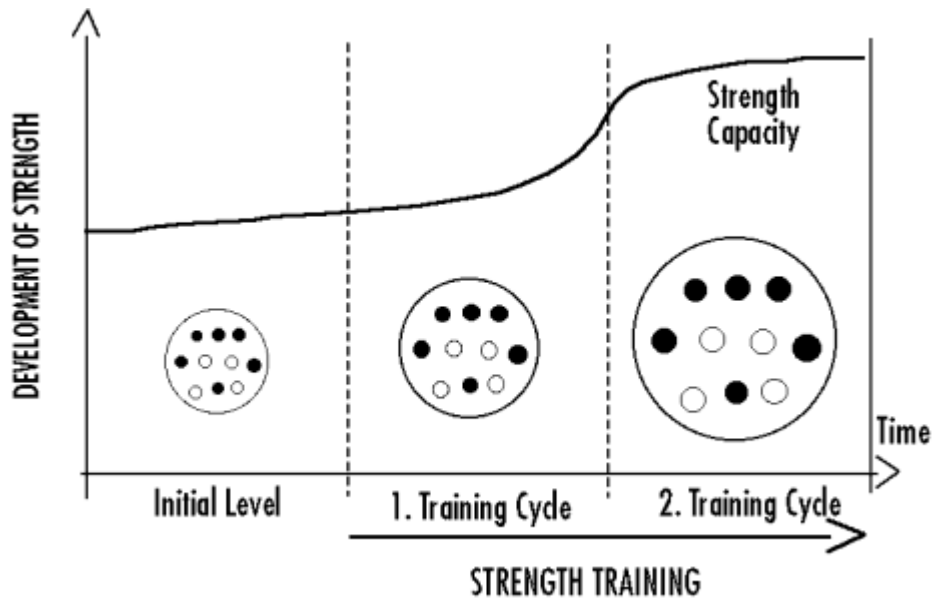 DEVELOPMENT OF STRENGTH
Strength
Capacity
Time
Initial Level
1. Training Cycle
2. Training Cycle
STRENGTH TRAINING